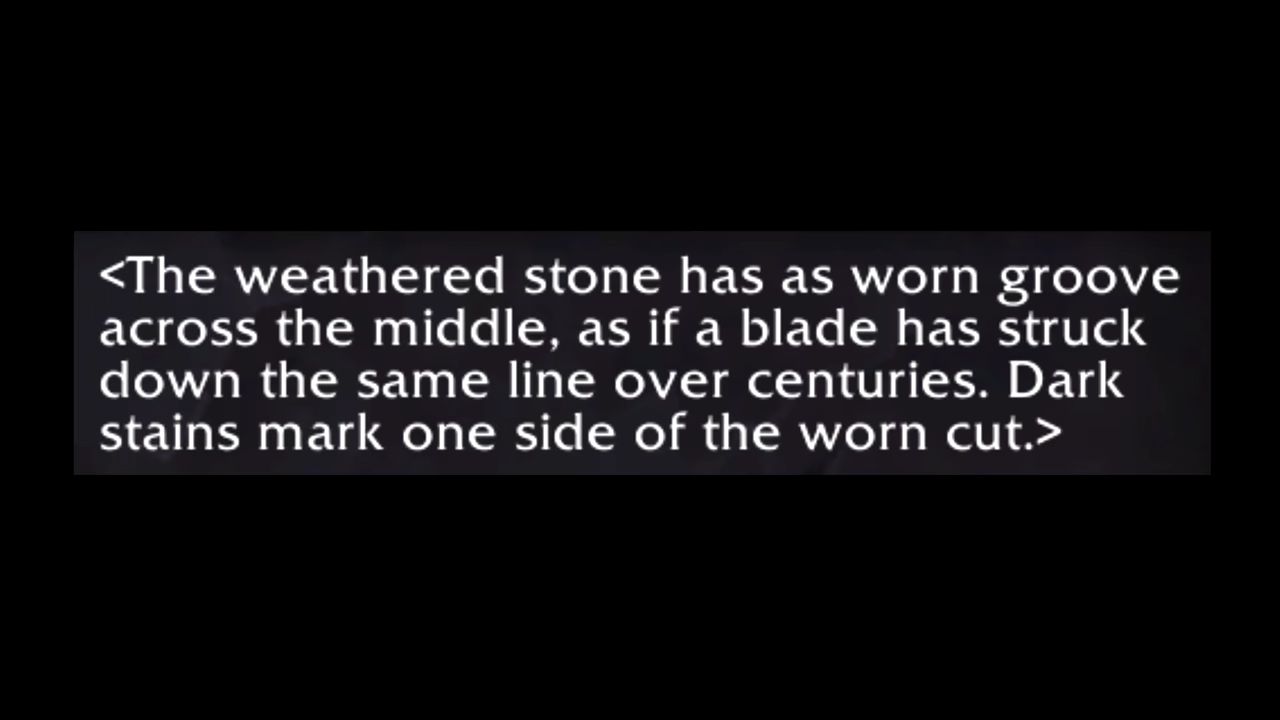 <The weathered stone has as worn groove
across the middle, as if a blade has struck
down the same line over centuries. Dark
stains mark one side of the worn cut.>